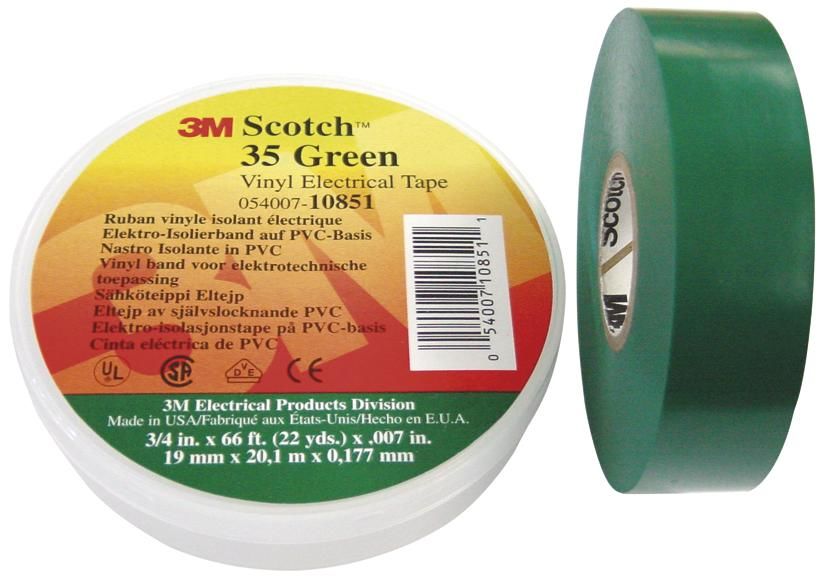 3M Scotch™
35 Green
Vinyl Electrical Tape
054007-10851
Ruban vinyle isolant électrique
Elektro-Isolierband auf PVC-Basis
Nastro Isolante in PVC
Vinyl band voor elektrotechnische
toepassing
Sähköteippi Eltejp
Eltejp av självslocknande PVC
Elektro-isolasjonstape på PVC-basis
Cinta eléctrica de PVC
0 54007 10851 1
UL SA DVE CE
3M Electrical Products Division
Made in USA/Fabriqué aux États-Unis/Hecho en E.U.A.
3/4 in. x 66 ft. (22 yds.) x .007 in.
19 mm x 20,1 m x 0,177 mm
3M Scotch